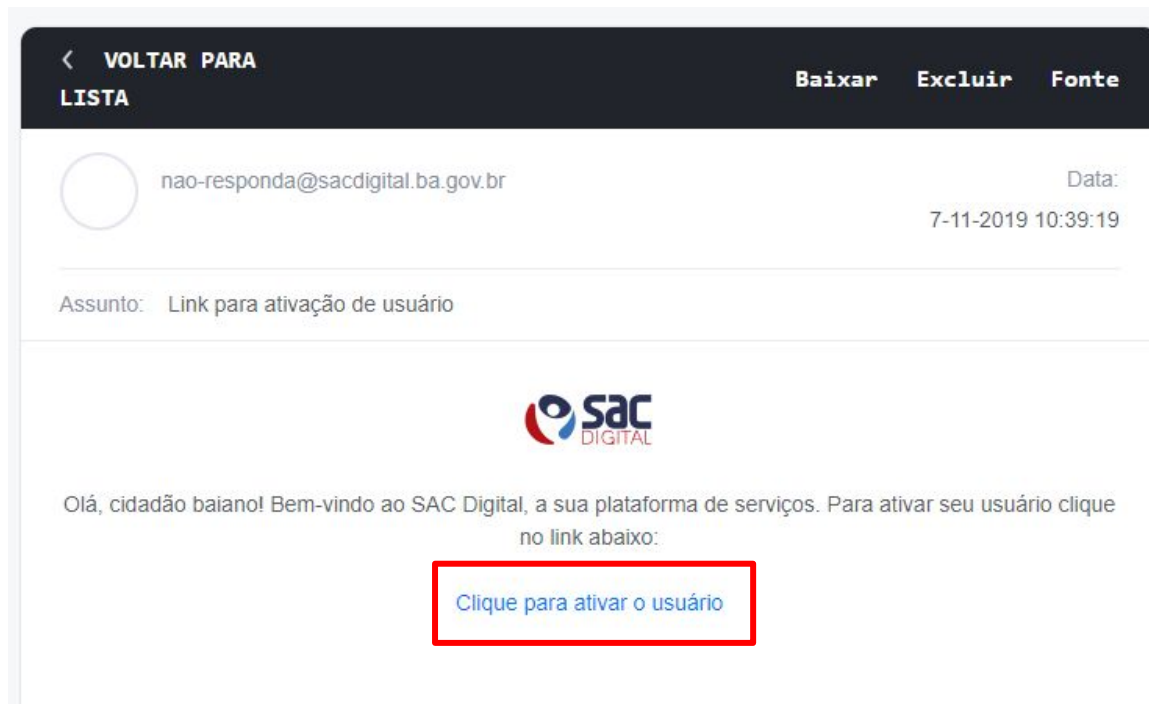 VOLTAR PARA
LISTA
Baixar Excluir Fonte
nao-responda@sacdigital.ba.gov.br
Data:
7-11-2019 10:39:19
Assunto: Link para ativação de usuário
sac
DIGITAL
Olá, cidadão baiano! Bem-vindo ao SAC Digital, a sua plataforma de serviços. Para ativar seu usuário clique
no link abaixo:
Clique para ativar o usuário